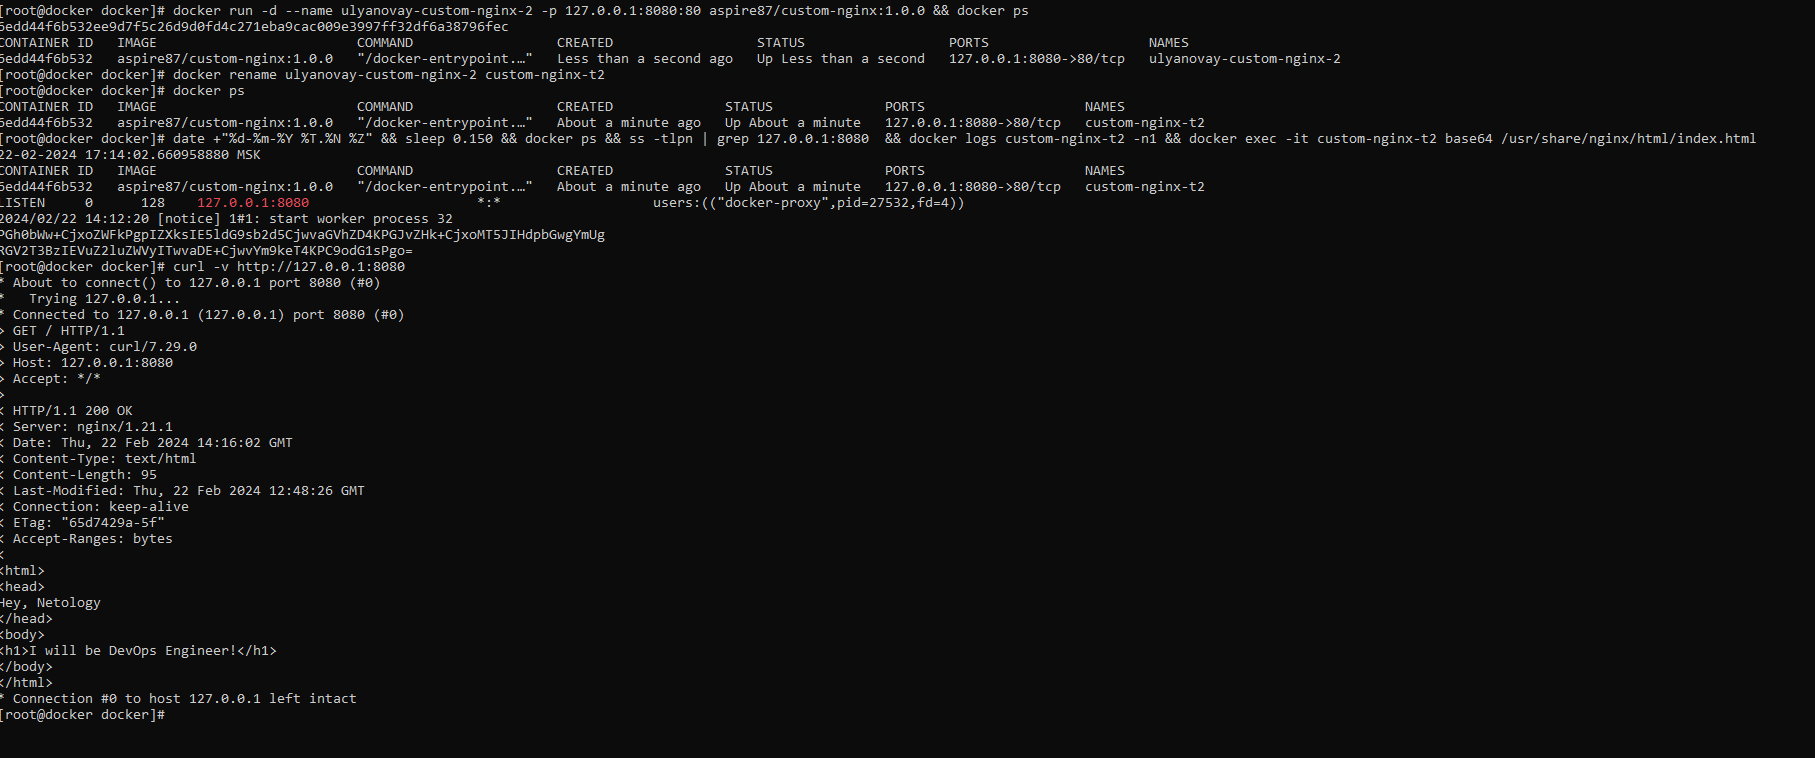 [root@docker docker]# docker run -d --name ulyanovay-custom-nginx-2 -p 127.0.0.1:8080:80 aspire87/custom-nginx:1.0.0 && docker ps
6edd44f6b532ee9d7f5c26d9d0fd4c271eba9cac009e3997ff32df6a38796fec
CONTAINER ID   IMAGE                         COMMAND                  CREATED                  STATUS                  PORTS                    NAMES
6edd44f6b532   aspire87/custom-nginx:1.0.0   "/docker-entrypoint.…"   Less than a second ago   Up Less than a second   127.0.0.1:8080->80/tcp   ulyanovay-custom-nginx-2
[root@docker docker]# docker rename ulyanovay-custom-nginx-2 custom-nginx-t2
[root@docker docker]# docker ps
CONTAINER ID   IMAGE                         COMMAND                  CREATED              STATUS              PORTS                    NAMES
6edd44f6b532   aspire87/custom-nginx:1.0.0   "/docker-entrypoint.…"   About a minute ago   Up About a minute   127.0.0.1:8080->80/tcp   custom-nginx-t2
[root@docker docker]# date +"%d-%m-%Y %T.%N %Z" && sleep 0.150 && docker ps && ss -tlpn | grep 127.0.0.1:8080  && docker logs custom-nginx-t2 -n1 && docker exec -it custom-nginx-t2 base64 /usr/share/nginx/html/index.html
22-02-2024 17:14:02.660958880 MSK
CONTAINER ID   IMAGE                         COMMAND                  CREATED              STATUS              PORTS                    NAMES
6edd44f6b532   aspire87/custom-nginx:1.0.0   "/docker-entrypoint.…"   About a minute ago   Up About a minute   127.0.0.1:8080->80/tcp   custom-nginx-t2
LISTEN     0      128    127.0.0.1:8080                     *:*                   users:(("docker-proxy",pid=27532,fd=4))
2024/02/22 14:12:20 [notice] 1#1: start worker process 32
PGh0bWw+CjxoZWFkPgpIZXksIE5ldG9sb2d5CjwvaGVhZD4KPGJvZHk+CjxoMT5JIHdpbGwgYmUg
RGV2T3BzIEVuZ2luZWVyITwvaDE+CjwvYm9keT4KPC9odG1sPgo=
[root@docker docker]# curl -v http://127.0.0.1:8080
* About to connect() to 127.0.0.1 port 8080 (#0)
*   Trying 127.0.0.1...
* Connected to 127.0.0.1 (127.0.0.1) port 8080 (#0)
> GET / HTTP/1.1
> User-Agent: curl/7.29.0
> Host: 127.0.0.1:8080
> Accept: */*
>
< HTTP/1.1 200 OK
< Server: nginx/1.21.1
< Date: Thu, 22 Feb 2024 14:16:02 GMT
< Content-Type: text/html
< Content-Length: 95
< Last-Modified: Thu, 22 Feb 2024 12:48:26 GMT
< Connection: keep-alive
< ETag: "65d7429a-5f"
< Accept-Ranges: bytes
<
<html>
<head>
Hey, Netology
</head>
<body>
<h1>I will be DevOps Engineer!</h1>
</body>
</html>
* Connection #0 to host 127.0.0.1 left intact
[root@docker docker]#